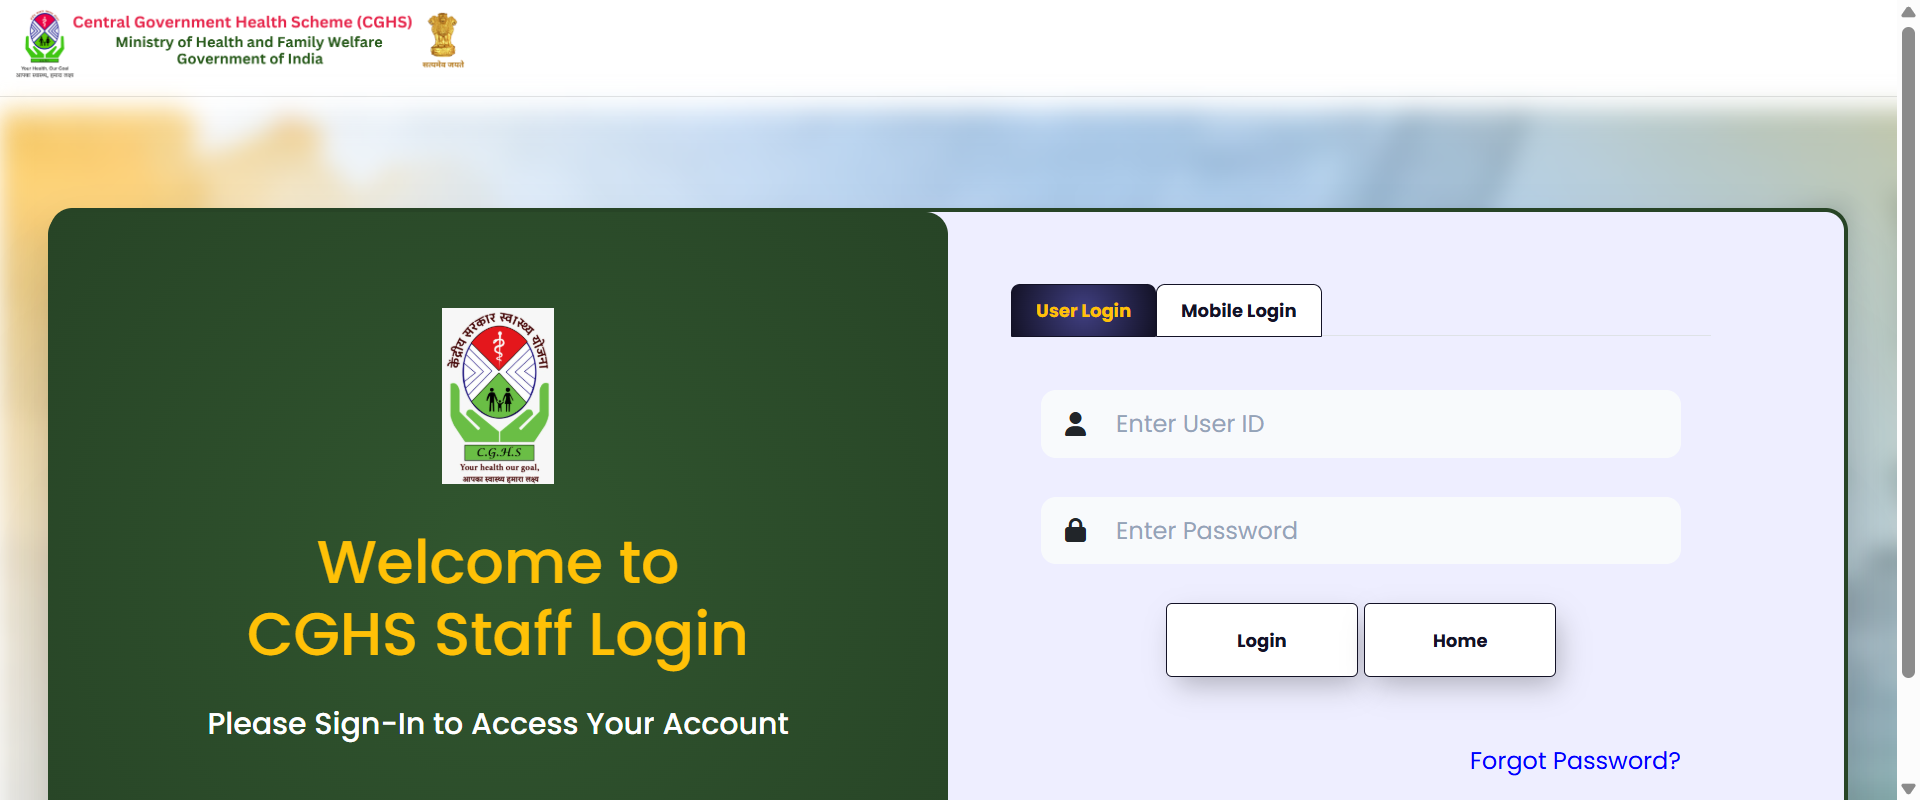 Central Government Health Scheme (CGHS)
Ministry of Health and Family Welfare
Government of India
Your Health, Our Goal
आपका स्वास्थ्य, हमारा लक्ष्य
सत्यमेव जयते
केंद्रीय सरकार स्वास्थ्य योजना
C.G.H.S
Your health our goal,
आपका स्वास्थ्य हमारा लक्ष्य
Welcome to
CGHS Staff Login
Please Sign-In to Access Your Account
User Login
Mobile Login
Enter User ID
Enter Password
Login
Home
Forgot Password?